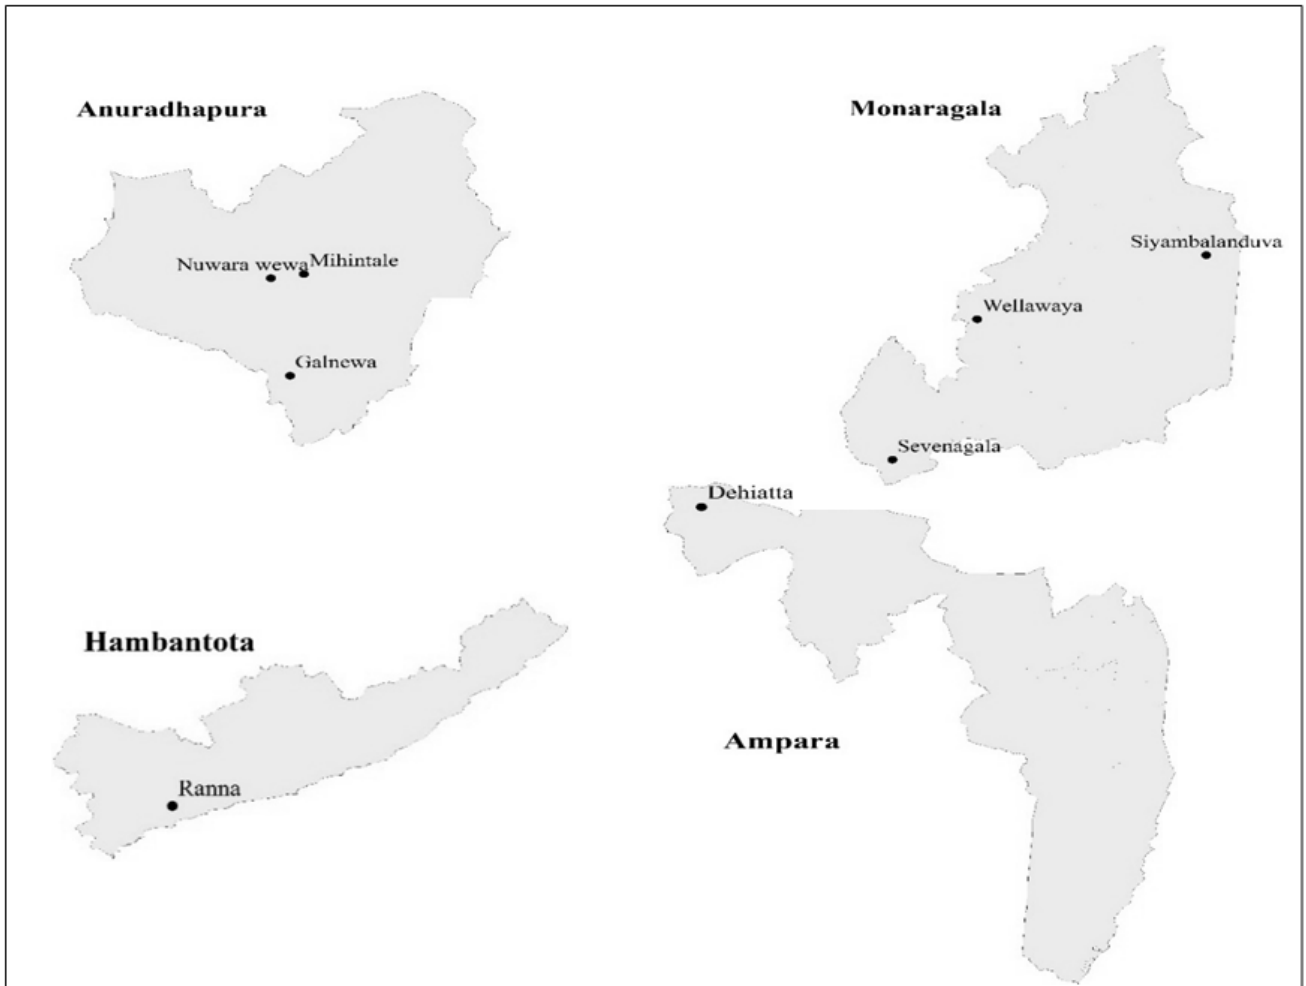 Anuradhapura
Monaragala
Siyambalanduva
Nuwara wewa
Mihintale
Wellawaya
Galnewa
Sevenagala
Dehiatta
Hambantota
Ampara
Ranna